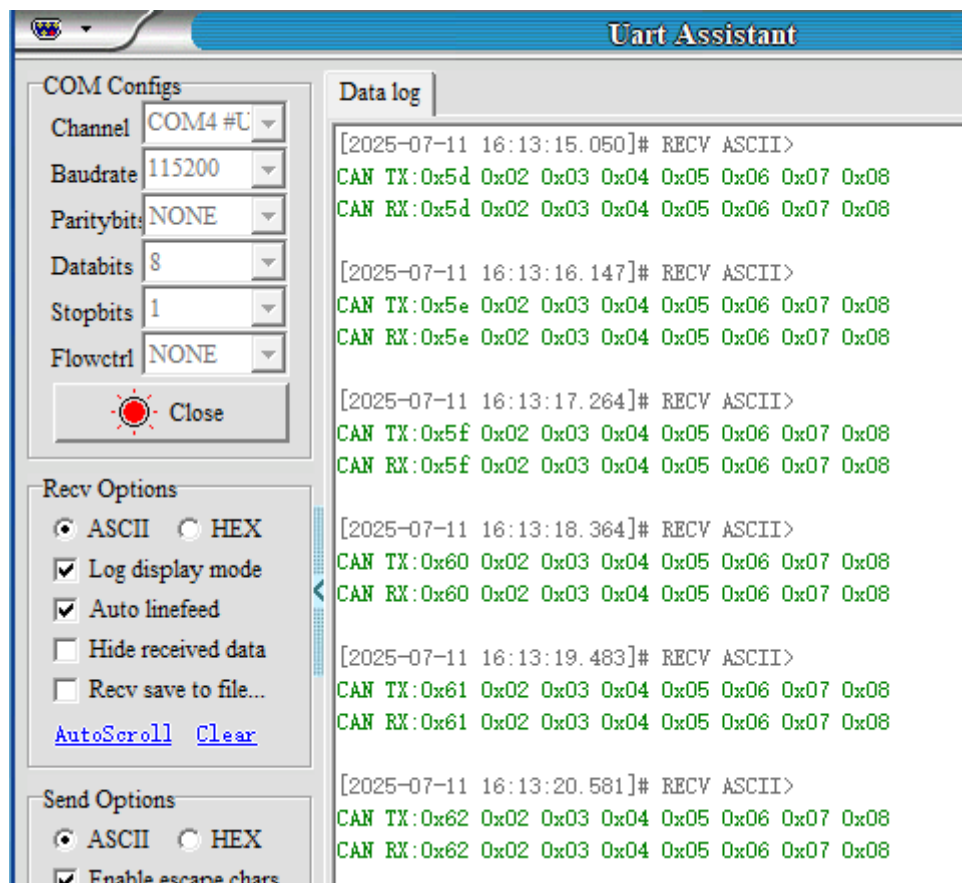 Uart Assistant
COM Configs
Channel COM4 #U
Baudrate 115200
Paritybit: NONE
Databits 8
Stopbits 1
Flowctrl NONE
Close
Recv Options
ASCII HEX
Log display mode
Auto linefeed
Hide received data
Recv save to file...
AutoScroll Clear
Send Options
ASCII HEX
Enable escape chars
Data log
[2025-07-11 16:13:15.050]# RECV ASCII>
CAN TX:0x5d 0x02 0x03 0x04 0x05 0x06 0x07 0x08
CAN RX:0x5d 0x02 0x03 0x04 0x05 0x06 0x07 0x08
[2025-07-11 16:13:16.147]# RECV ASCII>
CAN TX:0x5e 0x02 0x03 0x04 0x05 0x06 0x07 0x08
CAN RX:0x5e 0x02 0x03 0x04 0x05 0x06 0x07 0x08
[2025-07-11 16:13:17.264]# RECV ASCII>
CAN TX:0x5f 0x02 0x03 0x04 0x05 0x06 0x07 0x08
CAN RX:0x5f 0x02 0x03 0x04 0x05 0x06 0x07 0x08
[2025-07-11 16:13:18.364]# RECV ASCII>
CAN TX:0x60 0x02 0x03 0x04 0x05 0x06 0x07 0x08
CAN RX:0x60 0x02 0x03 0x04 0x05 0x06 0x07 0x08
[2025-07-11 16:13:19.483]# RECV ASCII>
CAN TX:0x61 0x02 0x03 0x04 0x05 0x06 0x07 0x08
CAN RX:0x61 0x02 0x03 0x04 0x05 0x06 0x07 0x08
[2025-07-11 16:13:20.581]# RECV ASCII>
CAN TX:0x62 0x02 0x03 0x04 0x05 0x06 0x07 0x08
CAN RX:0x62 0x02 0x03 0x04 0x05 0x06 0x07 0x08